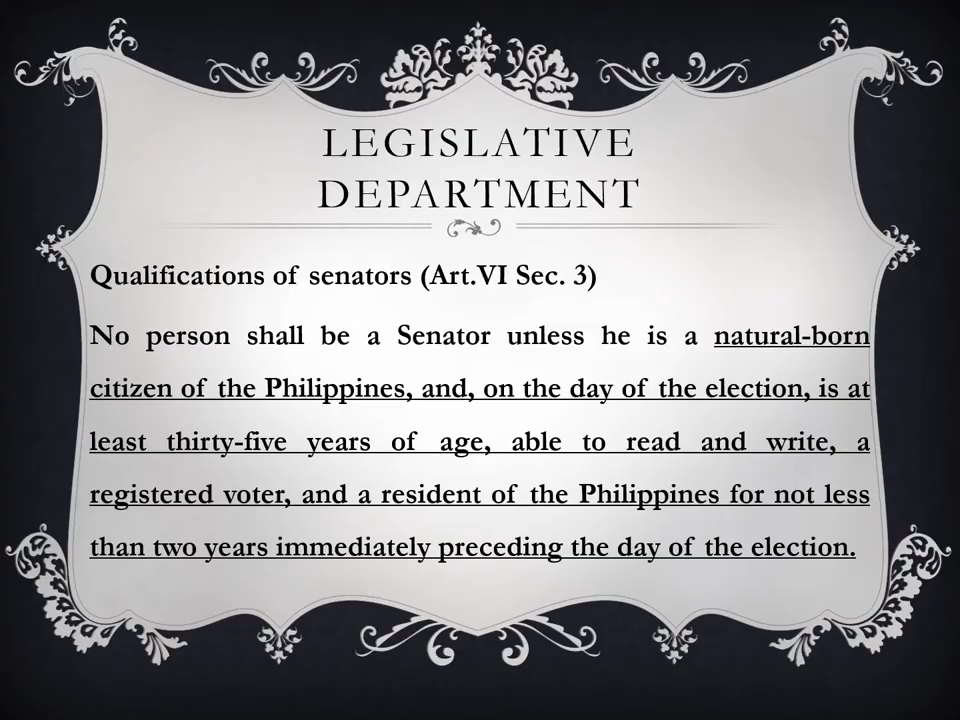 LEGISLATIVE
DEPARTMENT
Qualifications of senators (Art.VI Sec. 3)
No person shall be a Senator unless he is a natural-born
citizen of the Philippines, and, on the day of the election, is at
least thirty-five years of age, able to read and write, a
registered voter, and a resident of the Philippines for not less
than two years immediately preceding the day of the election.